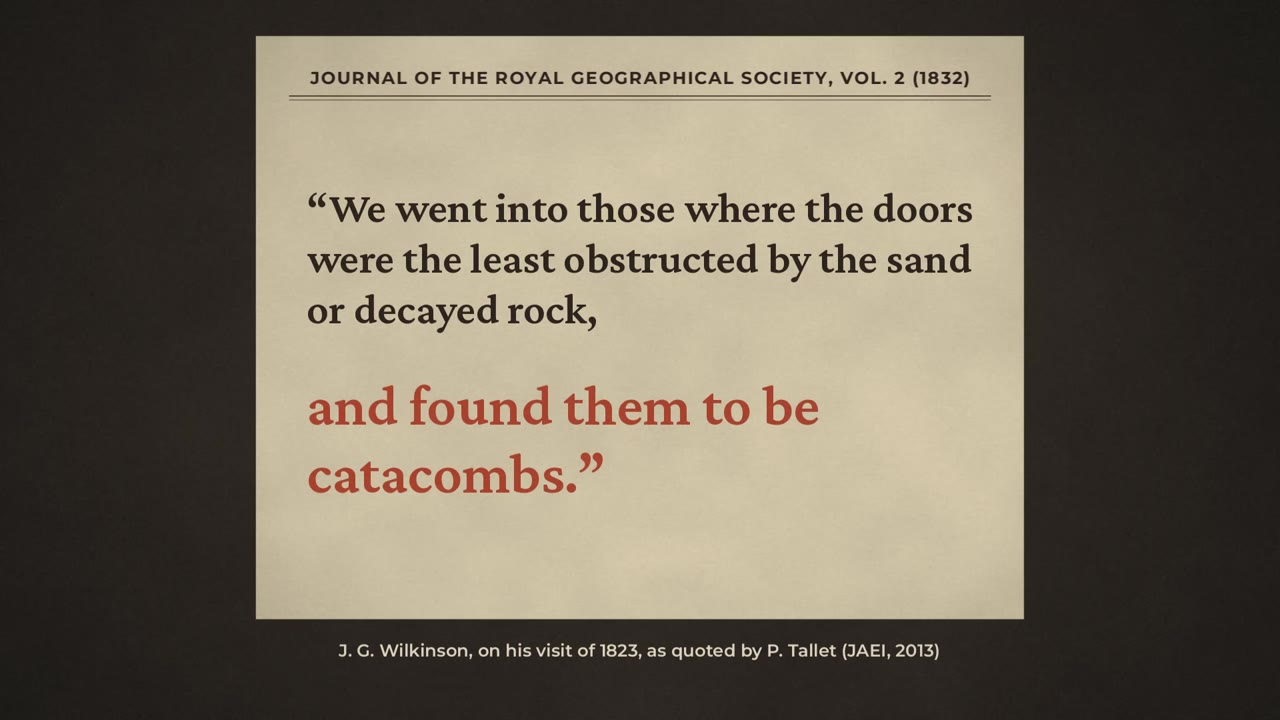 JOURNAL OF THE ROYAL GEOGRAPHICAL SOCIETY, VOL. 2 (1832)
“We went into those where the doors
were the least obstructed by the sand
or decayed rock,
and found them to be
catacombs.”
J. G. Wilkinson, on his visit of 1823, as quoted by P. Tallet (JAEI, 2013)